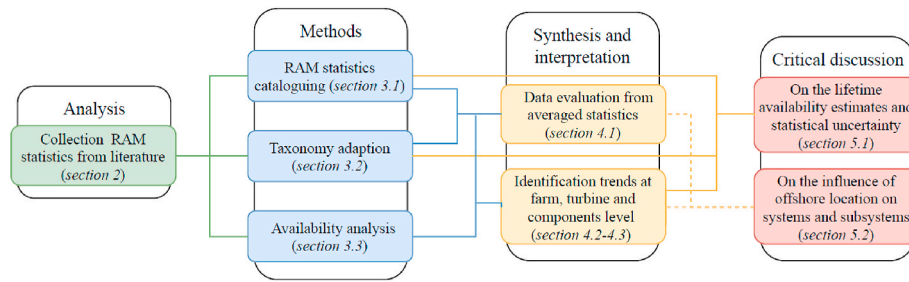 Analysis
Collection RAM
statistics from literature
(section 2)
Methods
RAM statistics
cataloguing (section 3.1)
Taxonomy adaption
(section 3.2)
Availability analysis
(section 3.3)
Synthesis and
interpretation
Data evaluation from
averaged statistics
(section 4.1)
Identification trends at
farm, turbine and
components level
(section 4.2-4.3)
Critical discussion
On the lifetime
availability estimates and
statistical uncertainty
(section 5.1)
On the influence of
offshore location on
systems and subsystems
(section 5.2)